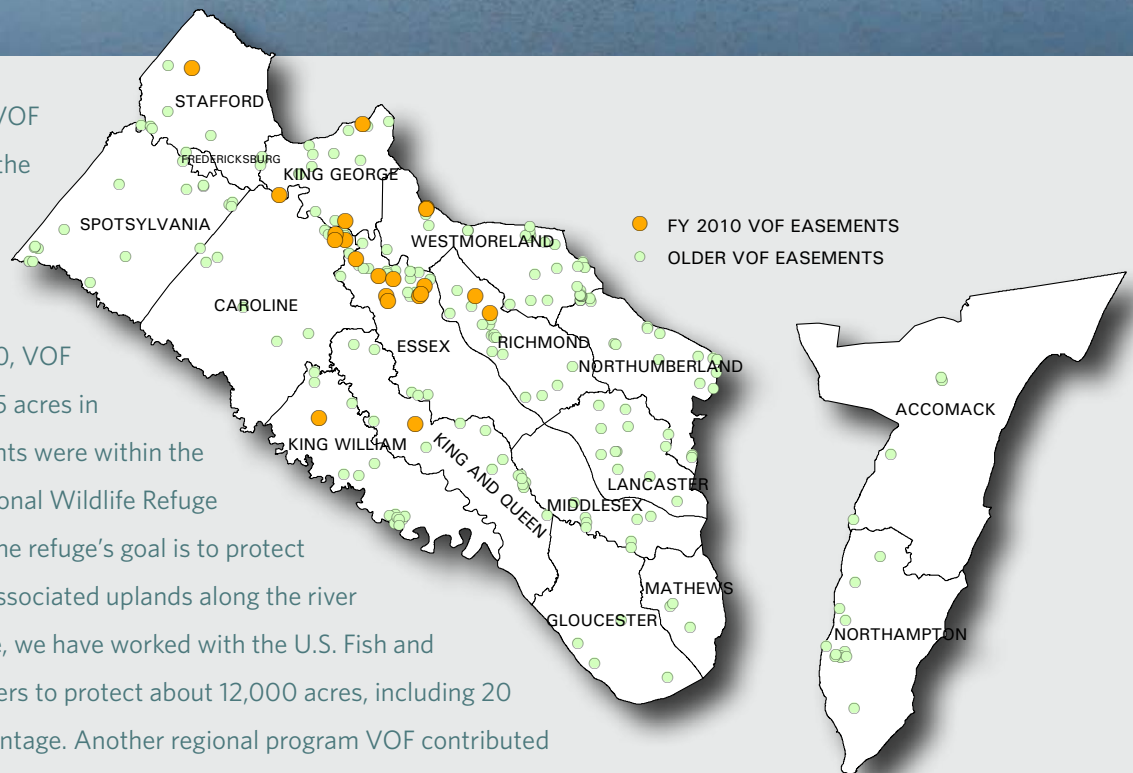 VOF
the
0, VOF
5 acres in
nts were within the
onal Wildlife Refuge
he refuge's goal is to protect
ssociated uplands along the river
e, we have worked with the U.S. Fish and
ers to protect about 12,000 acres, including 20
ntage. Another regional program VOF contributed
STAFFORD
FREDERICKSBURG
KING GEORGE
SPOTSYLVANIA
WESTMORELAND
CAROLINE
ESSEX
RICHMOND
NORTHUMBERLAND
KING WILLIAM
KING AND QUEEN
LANCASTER
MIDDLESEX
MATHEWS
GLOUCESTER
FY 2010 VOF EASEMENTS
OLDER VOF EASEMENTS
ACCOMACK
NORTHAMPTON